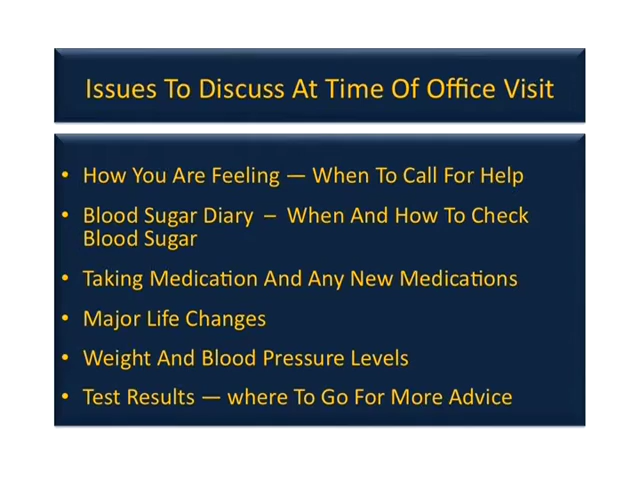 Issues To Discuss At Time Of Office Visit
• How You Are Feeling — When To Call For Help
• Blood Sugar Diary – When And How To Check
Blood Sugar
• Taking Medication And Any New Medications
• Major Life Changes
• Weight And Blood Pressure Levels
• Test Results — where To Go For More Advice